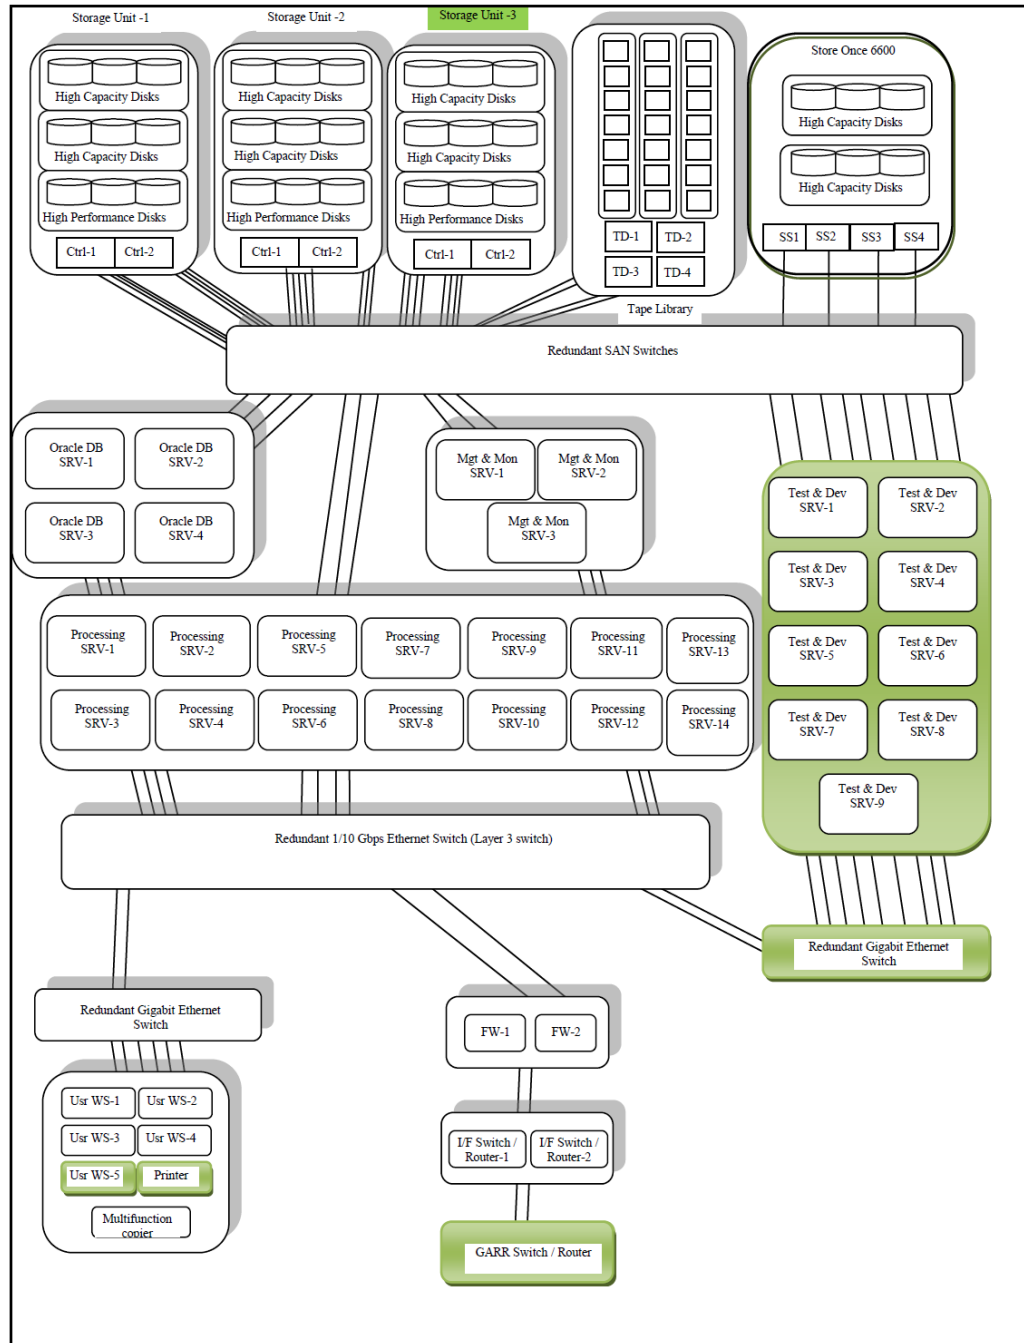 Storage Unit -1
Storage Unit -2
Storage Unit -3
High Capacity Disks
High Capacity Disks
High Performance Disks
Ctrl-1
Ctrl-2
High Capacity Disks
High Capacity Disks
High Performance Disks
Ctrl-1
Ctrl-2
High Capacity Disks
High Capacity Disks
High Performance Disks
Ctrl-1
Ctrl-2
TD-1
TD-2
TD-3
TD-4
Tape Library
Store Once 6600
High Capacity Disks
High Capacity Disks
SS1
SS2
SS3
SS4
Redundant SAN Switches
Oracle DB
SRV-1
Oracle DB
SRV-2
Oracle DB
SRV-3
Oracle DB
SRV-4
Mgt & Mon
SRV-1
Mgt & Mon
SRV-2
Mgt & Mon
SRV-3
Test & Dev
SRV-1
Test & Dev
SRV-2
Test & Dev
SRV-3
Test & Dev
SRV-4
Test & Dev
SRV-5
Test & Dev
SRV-6
Test & Dev
SRV-7
Test & Dev
SRV-8
Test & Dev
SRV-9
Processing
SRV-1
Processing
SRV-2
Processing
SRV-5
Processing
SRV-7
Processing
SRV-9
Processing
SRV-11
Processing
SRV-13
Processing
SRV-3
Processing
SRV-4
Processing
SRV-6
Processing
SRV-8
Processing
SRV-10
Processing
SRV-12
Processing
SRV-14
Redundant 1/10 Gbps Ethernet Switch (Layer 3 switch)
Redundant Gigabit Ethernet
Switch
Redundant Gigabit Ethernet
Switch
FW-1
FW-2
Usr WS-1
Usr WS-2
Usr WS-3
Usr WS-4
Usr WS-5
Printer
Multifunction
copier
I/F Switch /
Router-1
I/F Switch /
Router-2
GARR Switch / Router